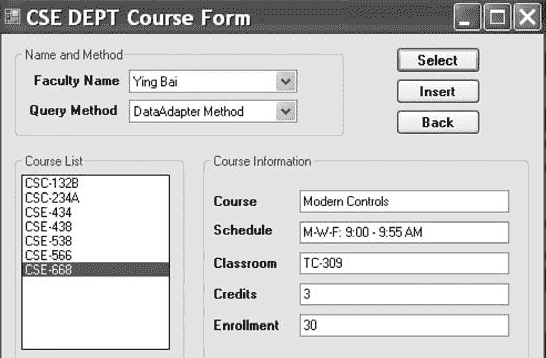 CSE DEPT Course Form
Name and Method
Faculty Name Ying Bai
Query Method DataAdapter Method
Select
Insert
Back
Course List
CSC-132B
CSC-234A
CSE-434
CSE-438
CSE-538
CSE-566
CSE-668
Course Information
Course Modern Controls
Schedule M-W-F: 9:00 - 9:55 AM
Classroom TC-309
Credits 3
Enrollment 30